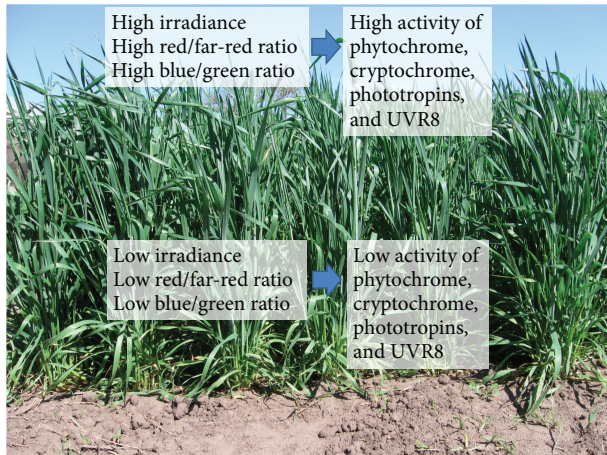 High irradiance
High red/far-red ratio
High blue/green ratio
High activity of
phytochrome,
cryptochrome,
phototropins,
and UVR8
Low irradiance
Low red/far-red ratio
Low blue/green ratio
Low activity of
phytochrome,
cryptochrome,
phototropins,
and UVR8